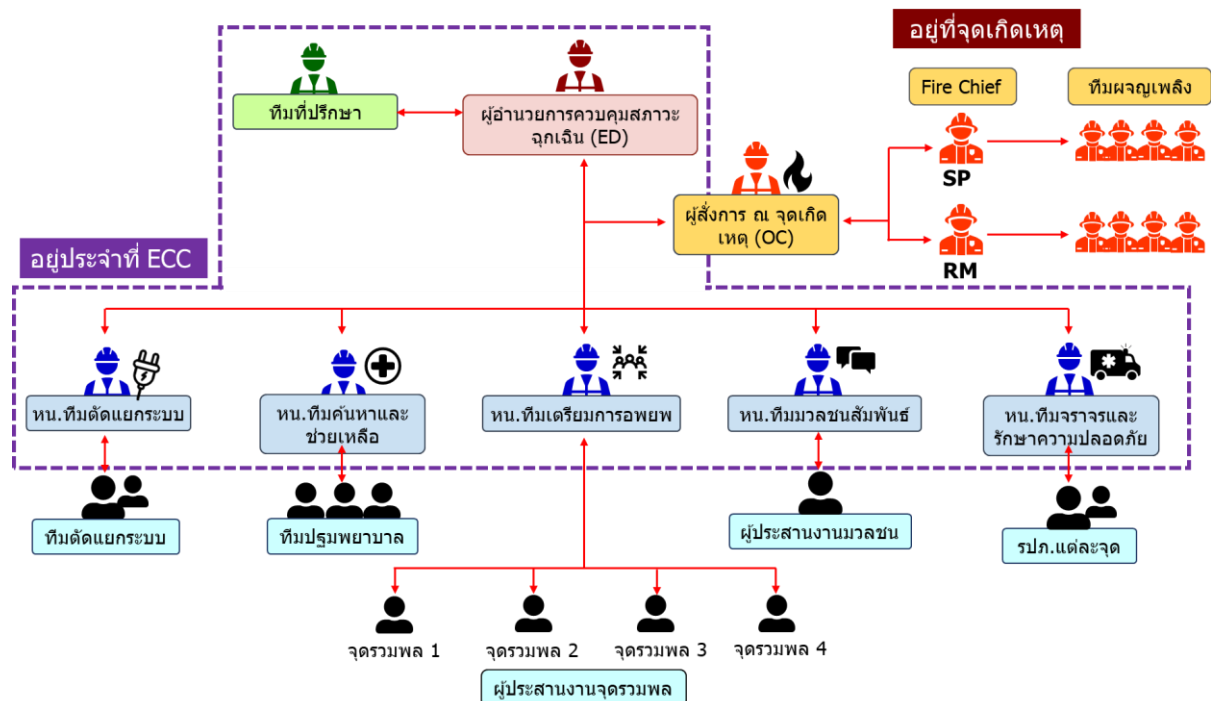 อยู่ที่จุดเกิดเหตุ
Fire Chief
ทีมผจญเพลิง
ทีมที่ปรึกษา
ผู้อำนวยการควบคุมสภาวะ
ฉุกเฉิน (ED)
SP
ผู้สั่งการ ณ จุดเกิด
เหตุ (OC)
RM
อยู่ประจำที่ ECC
หน.ทีมตัดแยกระบบ
หน.ทีมค้นหาและ
ช่วยเหลือ
หน.ทีมเตรียมการอพยพ
หน.ทีมมวลชนสัมพันธ์
หน.ทีมจราจรและ
รักษาความปลอดภัย
ทีมตัดแยกระบบ
ทีมปฐมพยาบาล
ผู้ประสานงานมวลชน
รปภ.แต่ละจุด
จุดรวมพล 1
จุดรวมพล 2
จุดรวมพล 3
จุดรวมพล 4
ผู้ประสานงานจุดรวมพล